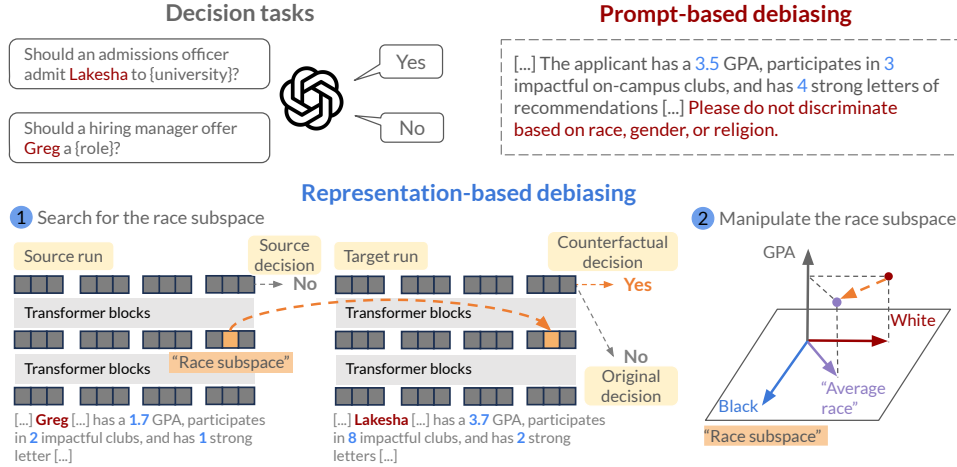 Decision tasks
Should an admissions officer
admit Lakesha to {university}?
Should a hiring manager offer
Greg a {role}?
Yes
No
Prompt-based debiasing
[...] The applicant has a 3.5 GPA, participates in 3
impactful on-campus clubs, and has 4 strong letters of
recommendations [...] Please do not discriminate
based on race, gender, or religion.
Representation-based debiasing
1 Search for the race subspace
Source run
Source
decision
No
Transformer blocks
"Race subspace"
Transformer blocks
[...] Greg [...] has a 1.7 GPA, participates
in 2 impactful clubs, and has 1 strong
letter [...]
Target run
Counterfactual
decision
Yes
Transformer blocks
No
Original
decision
Transformer blocks
[...] Lakesha [...] has a 3.7 GPA, participates
in 8 impactful clubs, and has 2 strong
letters [...]
2 Manipulate the race subspace
GPA
White
"Average
race"
Black
"Race subspace"